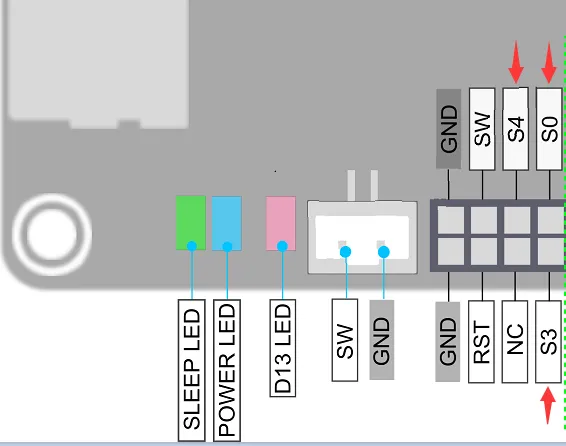 GND
SW
S4
S0
SLEEP LED
POWER LED
D13 LED
SW
GND
GND
RST
NC
S3